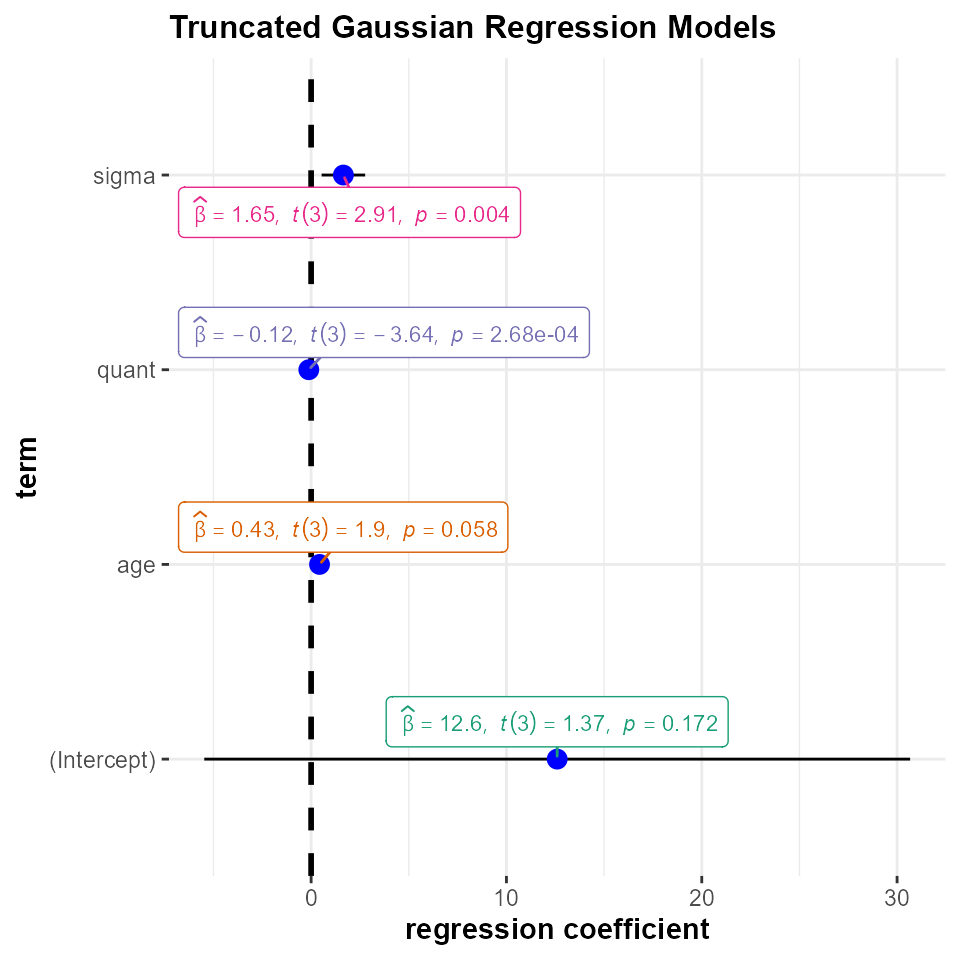 Truncated Gaussian Regression Models
sigma
β̂ = 1.65, t(3) = 2.91, p = 0.004
β̂ = −0.12, t(3) = −3.64, p = 2.68e-04
quant
term
β̂ = 0.43, t(3) = 1.9, p = 0.058
age
β̂ = 12.6, t(3) = 1.37, p = 0.172
(Intercept)
0 10 20 30
regression coefficient